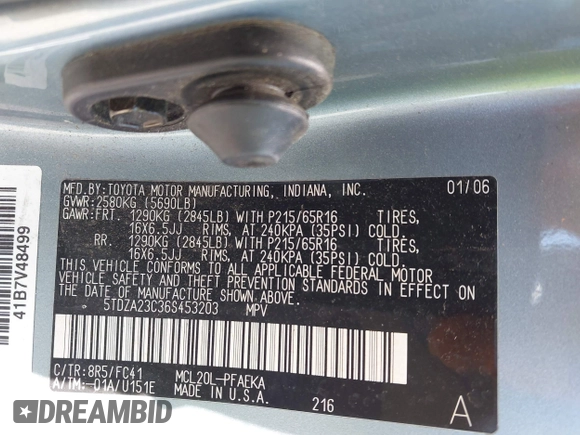 MFD.BY:TOYOTA MOTOR MANUFACTURING, INDIANA, INC. 01/06
GVWR:2580KG (5690LB)
GAWR:FRT. 1290KG (2845LB) WITH P215/65R16 TIRES,
16X6.5JJ RIMS, AT 240KPA (35PSI) COLD.
RR. 1290KG (2845LB) WITH P215/65R16 TIRES,
16X6.5JJ RIMS, AT 240KPA (35PSI) COLD.
THIS VEHICLE CONFORMS TO ALL APPLICABLE FEDERAL MOTOR
VEHICLE SAFETY AND THEFT PREVENTION STANDARDS IN EFFECT
ON THE DATE OF MANUFACTURE SHOWN ABOVE.
5TDZA23C36S453203 MPV
C/TR:8R5/FC41 MCL20L-PFAEKA
A/TM:-01A/U151E MADE IN U.S.A. 216 A
41B7V48499
DREAMBID